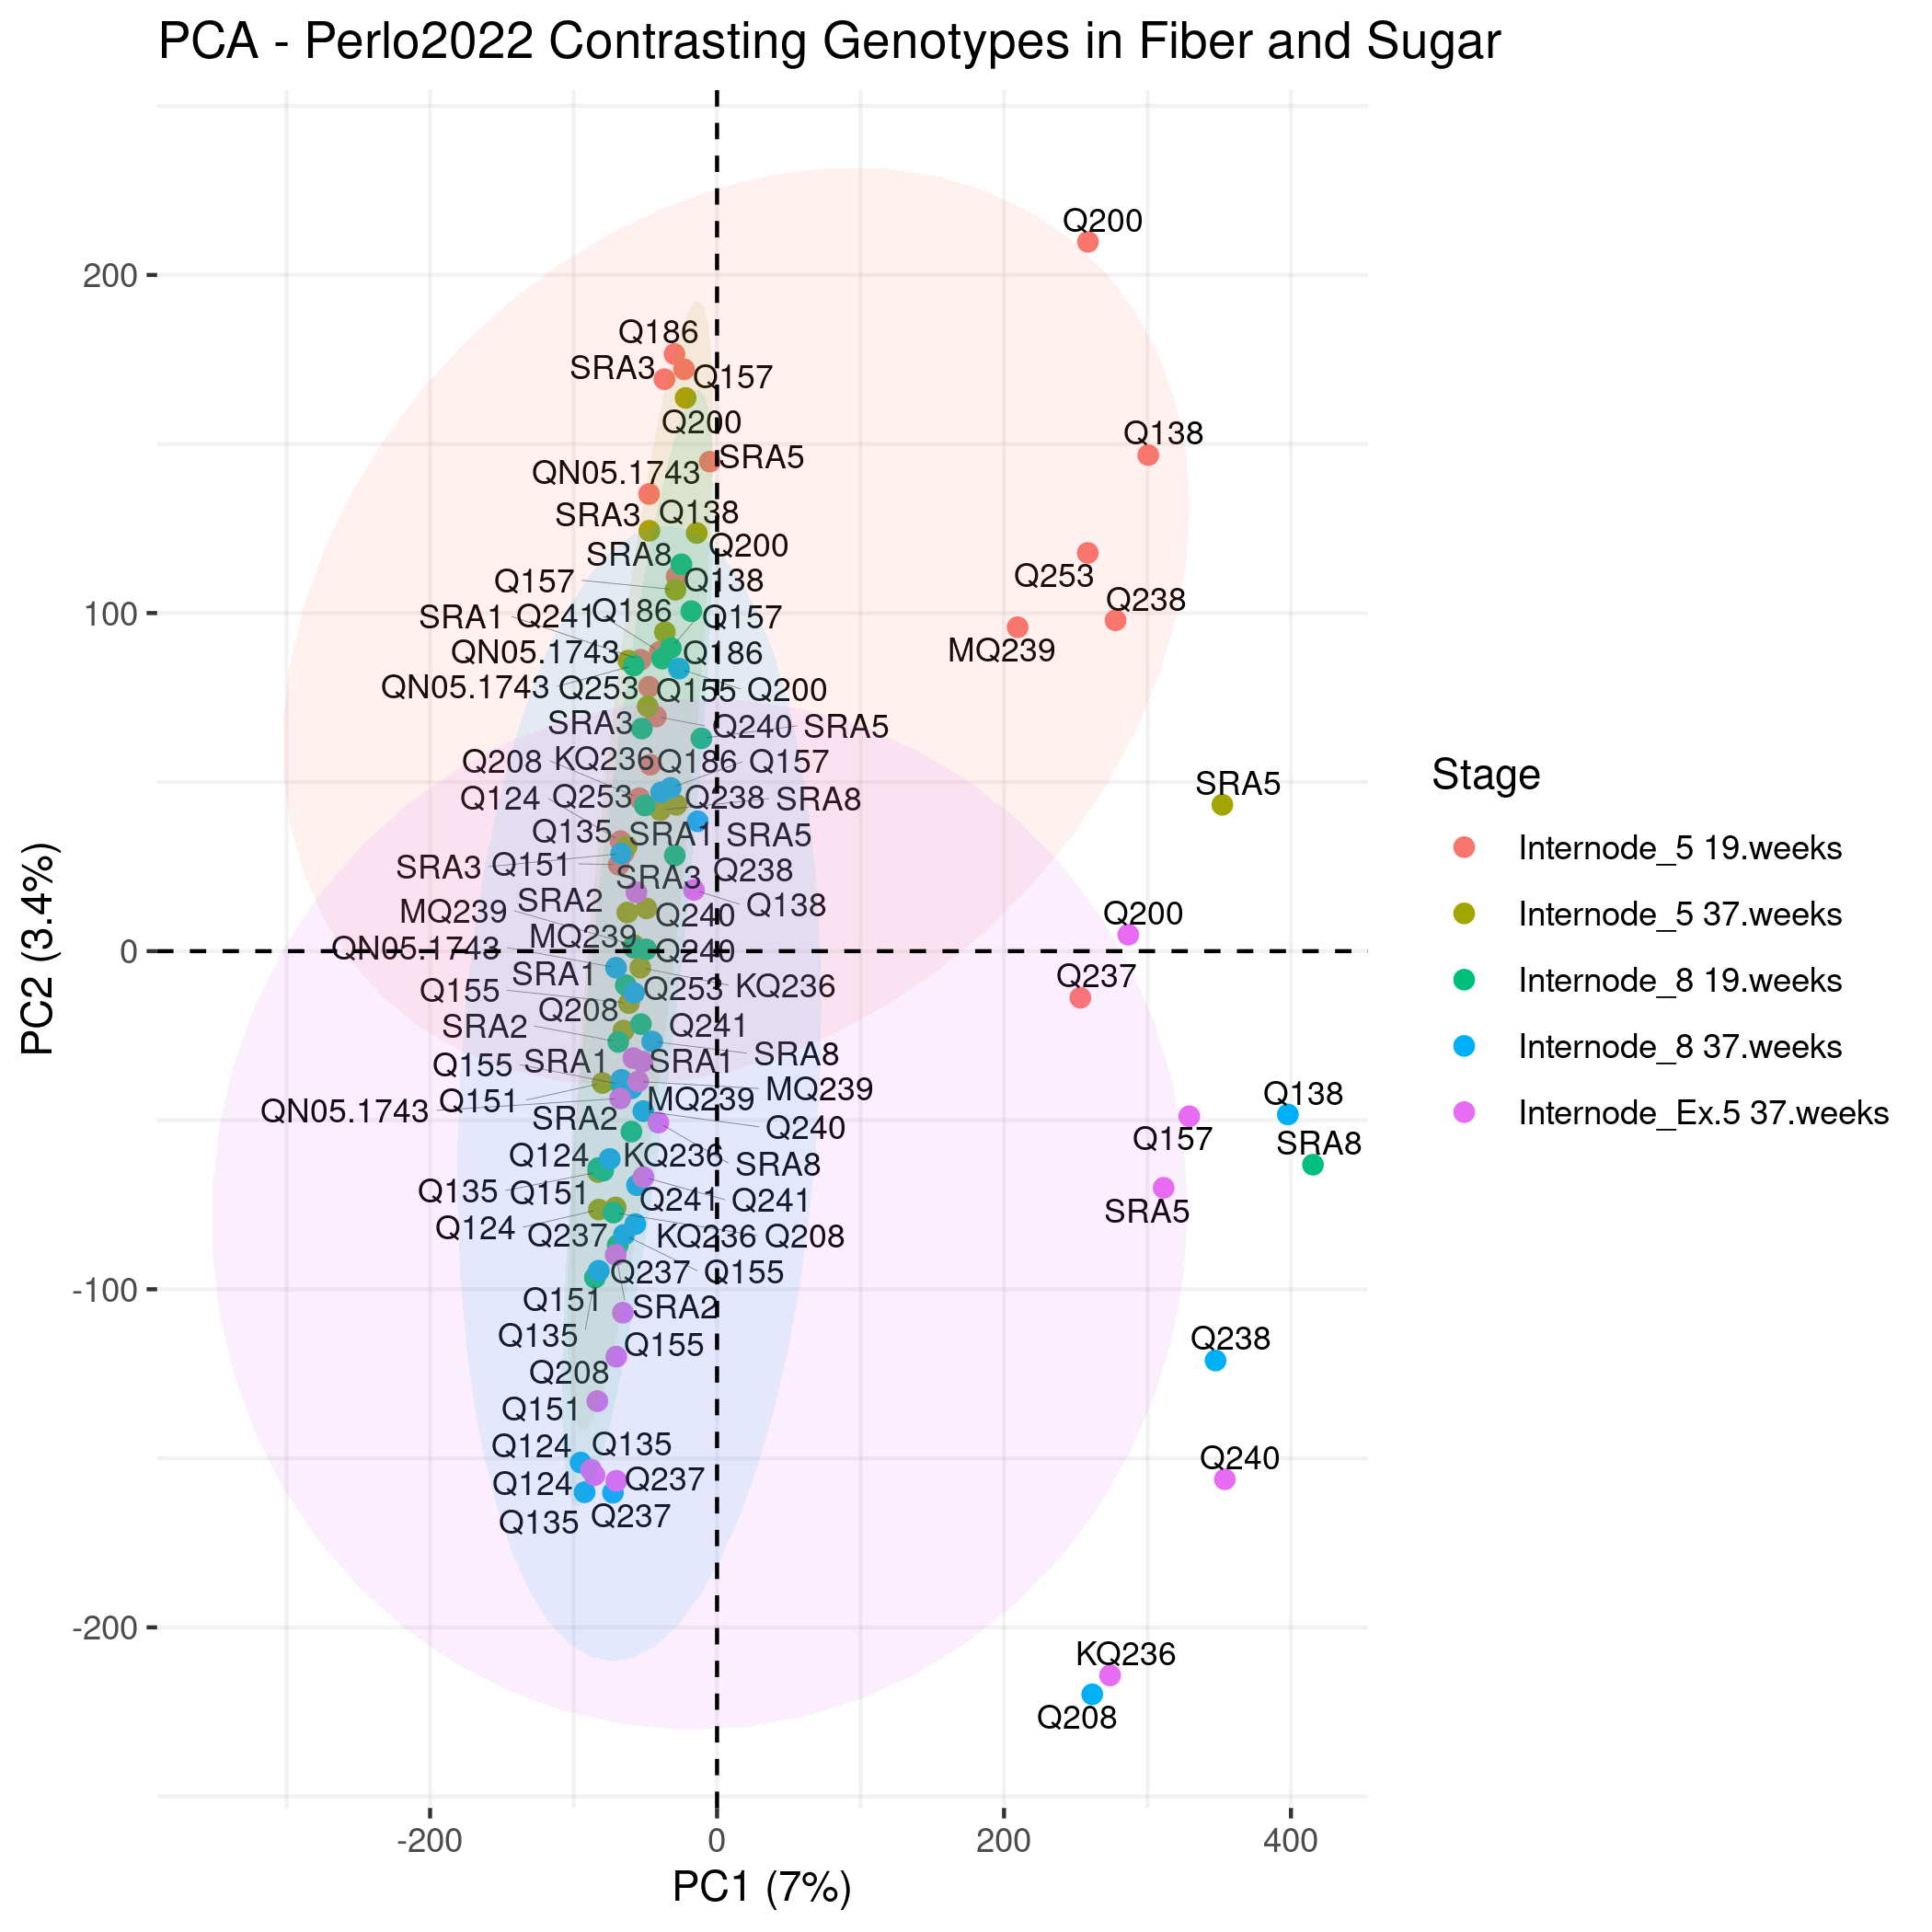 PCA - Perlo2022 Contrasting Genotypes in Fiber and Sugar
Q200
200
Q186
SRA3
Q157
Q200
Q138
SRA5
QN05.1743
SRA3
Q138
Q200
SRA8
Q253
Q157
Q138
Q238
100
SRA1
Q241
Q186
Q157
MQ239
QN05.1743
Q186
QN05.1743
Q253
Q155
Q200
SRA3
Q240
SRA5
Q208
KQ236
Q186
Q157
SRA5
Q124
Q253
Q238
SRA8
Q135
SRA1
SRA5
SRA3
Q151
Q238
SRA3
SRA2
Q138
MQ239
Q240
Q200
MQ239
QN05.1743
Q240
0
SRA1
Q237
Q155
Q253
KQ236
Q208
SRA2
Q241
SRA8
Q155
SRA1
SRA1
MQ239
Q138
Q151
MQ239
QN05.1743
SRA2
Q240
Q157
SRA8
Q124
KQ236
SRA8
Q135
Q151
Q241
Q241
SRA5
Q124
Q237
KQ236
Q208
Q237
Q155
-100
Q151
SRA2
Q135
Q155
Q238
Q208
Q151
Q124
Q135
Q240
Q124
Q237
Q135
Q237
-200
KQ236
Q208
-200
0
200
400
PC1 (7%)
PC2 (3.4%)
Stage
Internode_5 19.weeks
Internode_5 37.weeks
Internode_8 19.weeks
Internode_8 37.weeks
Internode_Ex.5 37.weeks